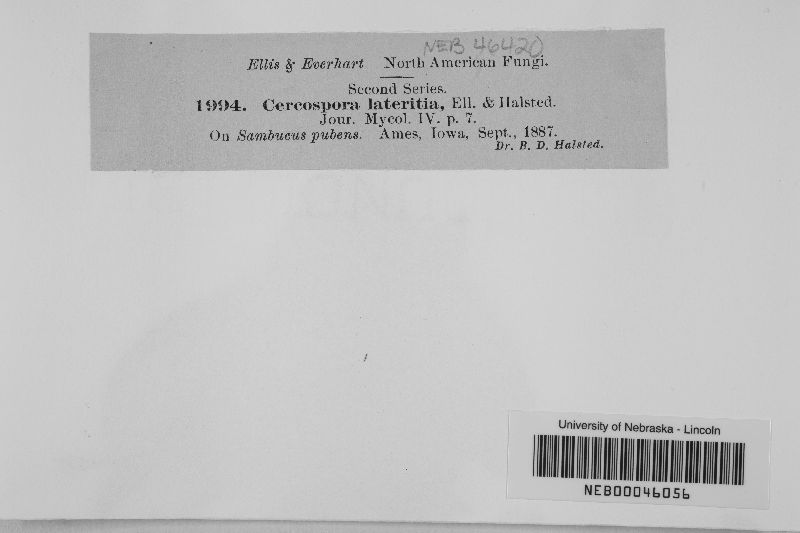 NEB 46420
Ellis & Everhart North American Fungi.
Second Series.
1994. Cercospora lateritia, Ell. & Halsted.
Jour. Mycol. IV. p. 7.
On Sambucus pubens. Ames, Iowa, Sept., 1887.
Dr. B. D. Halsted.
University of Nebraska - Lincoln
NEB00046056